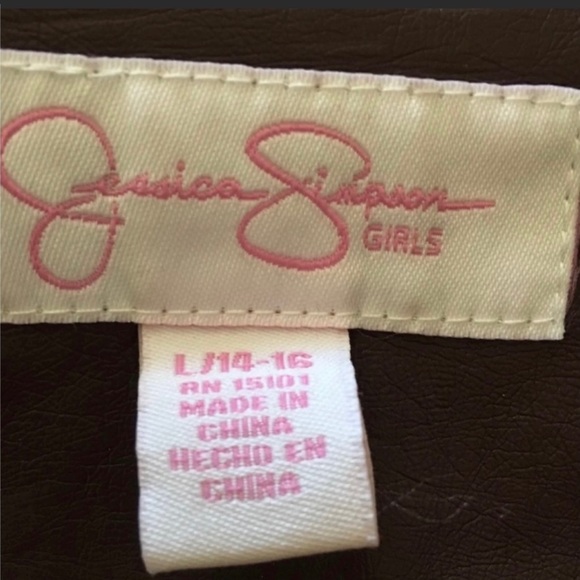 Jessica Simpson
GIRLS
L/14-16
RN 15101
MADE IN
CHINA
HECHO EN
CHINA